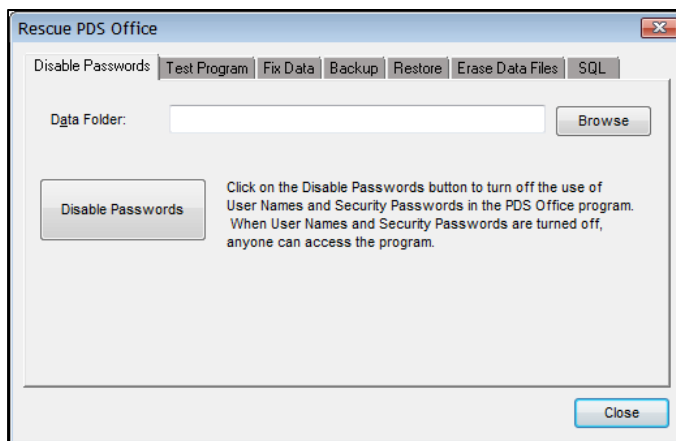 Rescue PDS Office
Disable Passwords Test Program Fix Data Backup Restore Erase Data Files SQL
Data Folder: Browse
Disable Passwords
Click on the Disable Passwords button to turn off the use of
User Names and Security Passwords in the PDS Office program.
When User Names and Security Passwords are turned off,
anyone can access the program.
Close